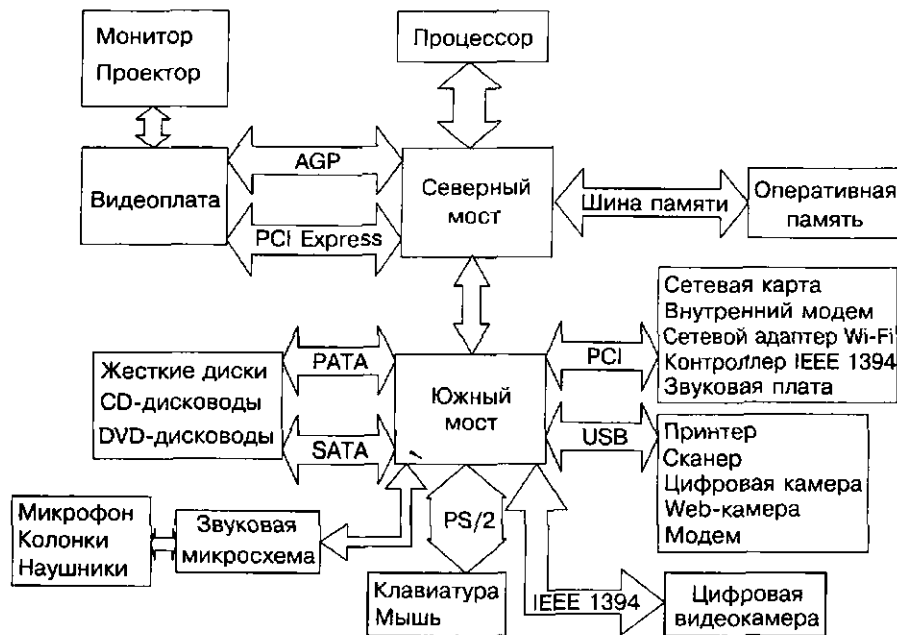 Монитор
Проектор
Процессор
Видеоплата
AGP
PCI Express
Северный
мост
Шина памяти
Оперативная
память
Жесткие диски
CD-дисководы
DVD-дисководы
PATA
SATA
Южный
мост
PCI
USB
Сетевая карта
Внутренний модем
Сетевой адаптер Wi-Fi
Контроллер IEEE 1394
Звуковая плата
Принтер
Сканер
Цифровая камера
Web-камера
Модем
Микрофон
Колонки
Наушники
Звуковая
микросхема
PS/2
Клавиатура
Мышь
IEEE 1394
Цифровая
видеокамера